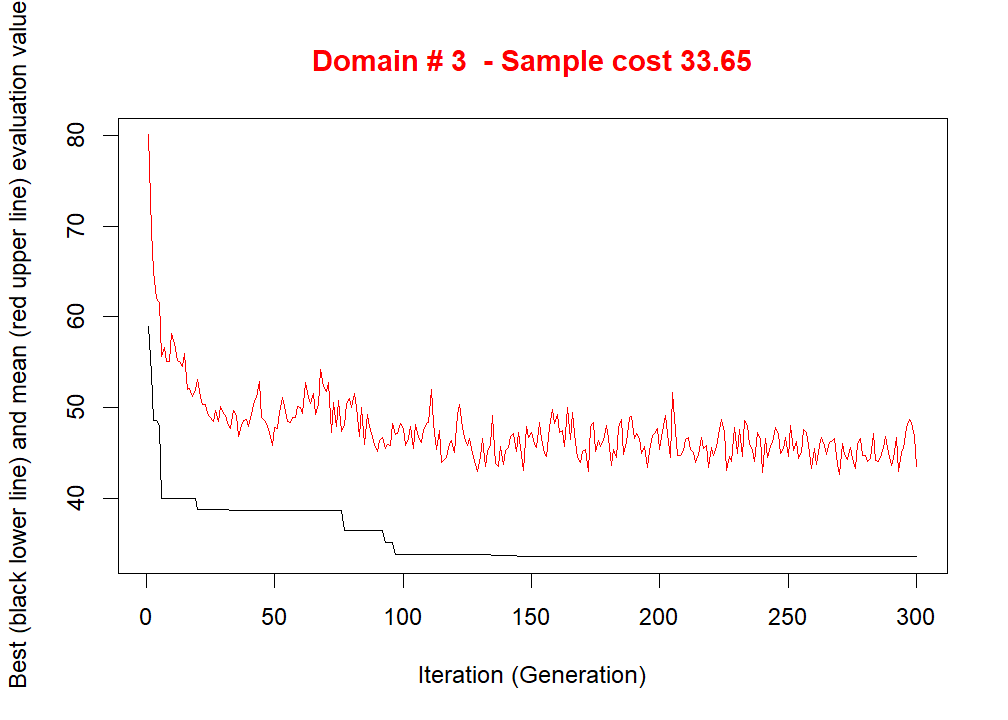 Domain # 3  - Sample cost 33.65
Best (black lower line) and mean (red upper line) evaluation value
80
70
60
50
40
0 50 100 150 200 250 300
Iteration (Generation)